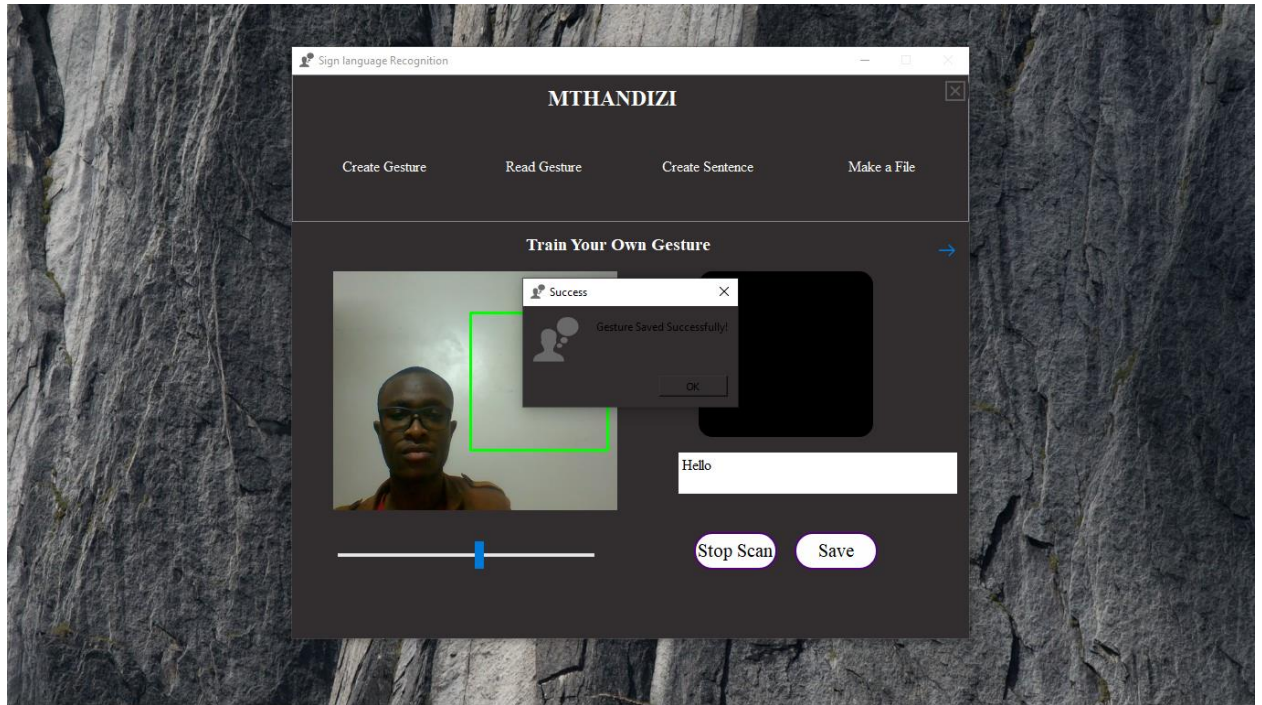 Sign language Recognition
MTHANDIZI
Create Gesture Read Gesture Create Sentence Make a File
Train Your Own Gesture
Success
Gesture Saved Successfully!
OK
Hello
Stop Scan Save